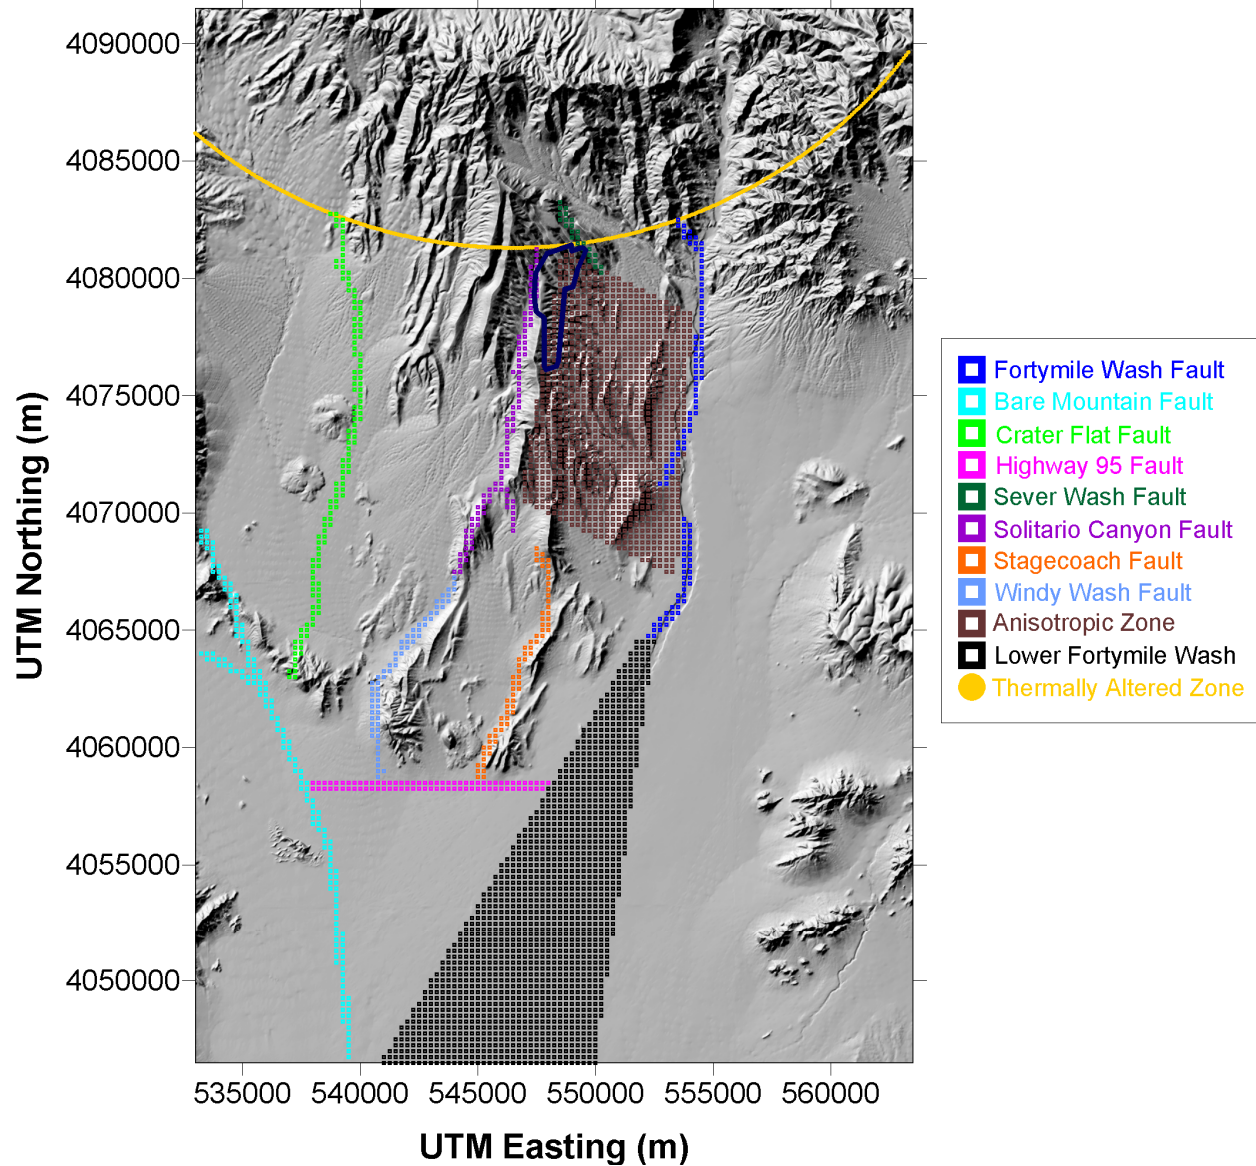 4090000
4085000
4080000
4075000
4070000
4065000
4060000
4055000
4050000
UTM Northing (m)
535000 540000 545000 550000 555000 560000
UTM Easting (m)
Fortymile Wash Fault
Bare Mountain Fault
Crater Flat Fault
Highway 95 Fault
Sever Wash Fault
Solitario Canyon Fault
Stagecoach Fault
Windy Wash Fault
Anisotropic Zone
Lower Fortymile Wash
Thermally Altered Zone